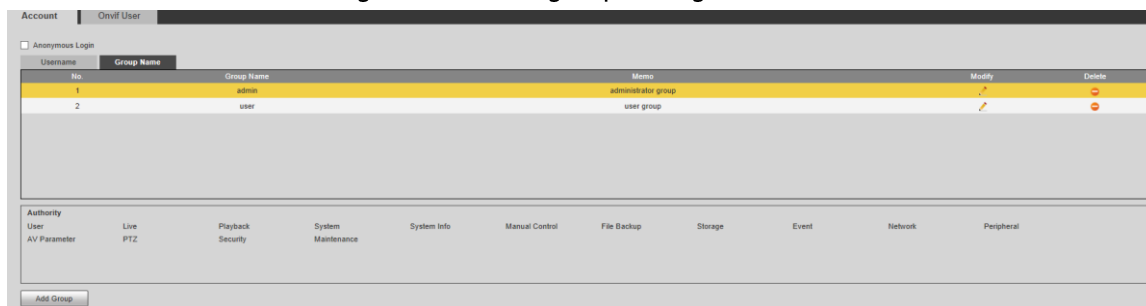 Account Onvif User
Anonymous Login
Username Group Name
No. Group Name Memo Modify Delete
1 admin administrator group
2 user user group
Authority
User Live Playback System System Info Manual Control File Backup Storage Event Network Peripheral
AV Parameter PTZ Security Maintenance
Add Group